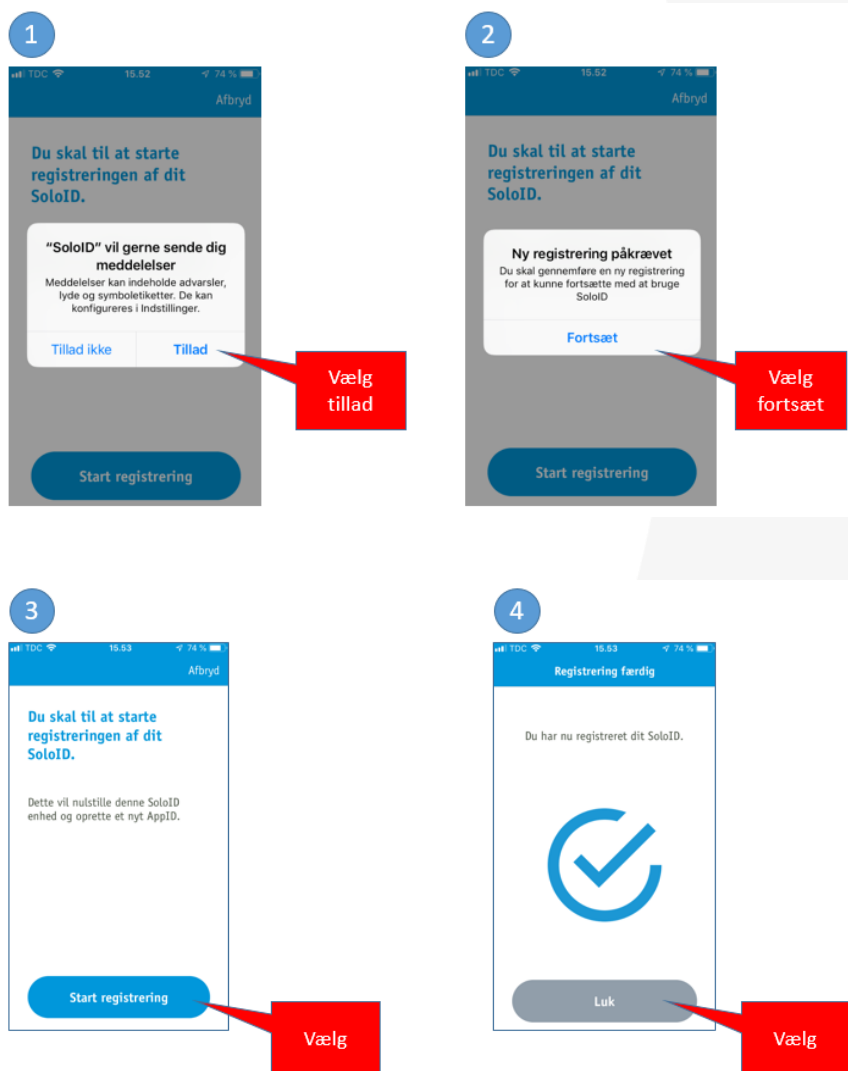 1
TDC 15.52 74 %
Afbryd
Du skal til at starte
registreringen af dit
SoloID.
"SoloID" vil gerne sende dig
meddelelser
Meddelelser kan indeholde advarsler,
lyde og symboletiketter. De kan
konfigureres i Indstillinger.
Tillad ikke Tillad
Vælg
tillad
Start registrering
2
TDC 15.52 74 %
Afbryd
Du skal til at starte
registreringen af dit
SoloID.
Ny registrering påkrævet
Du skal gennemføre en ny registrering
for at kunne fortsætte med at bruge
SoloID
Fortsæt
Vælg
fortsæt
Start registrering
3
TDC 15.53 74 %
Afbryd
Du skal til at starte
registreringen af dit
SoloID.
Dette vil nulstille denne SoloID
enhed og oprette et nyt AppID.
Start registrering
Vælg
4
TDC 15.53 74 %
Registrering færdig
Du har nu registreret dit SoloID.
Luk
Vælg